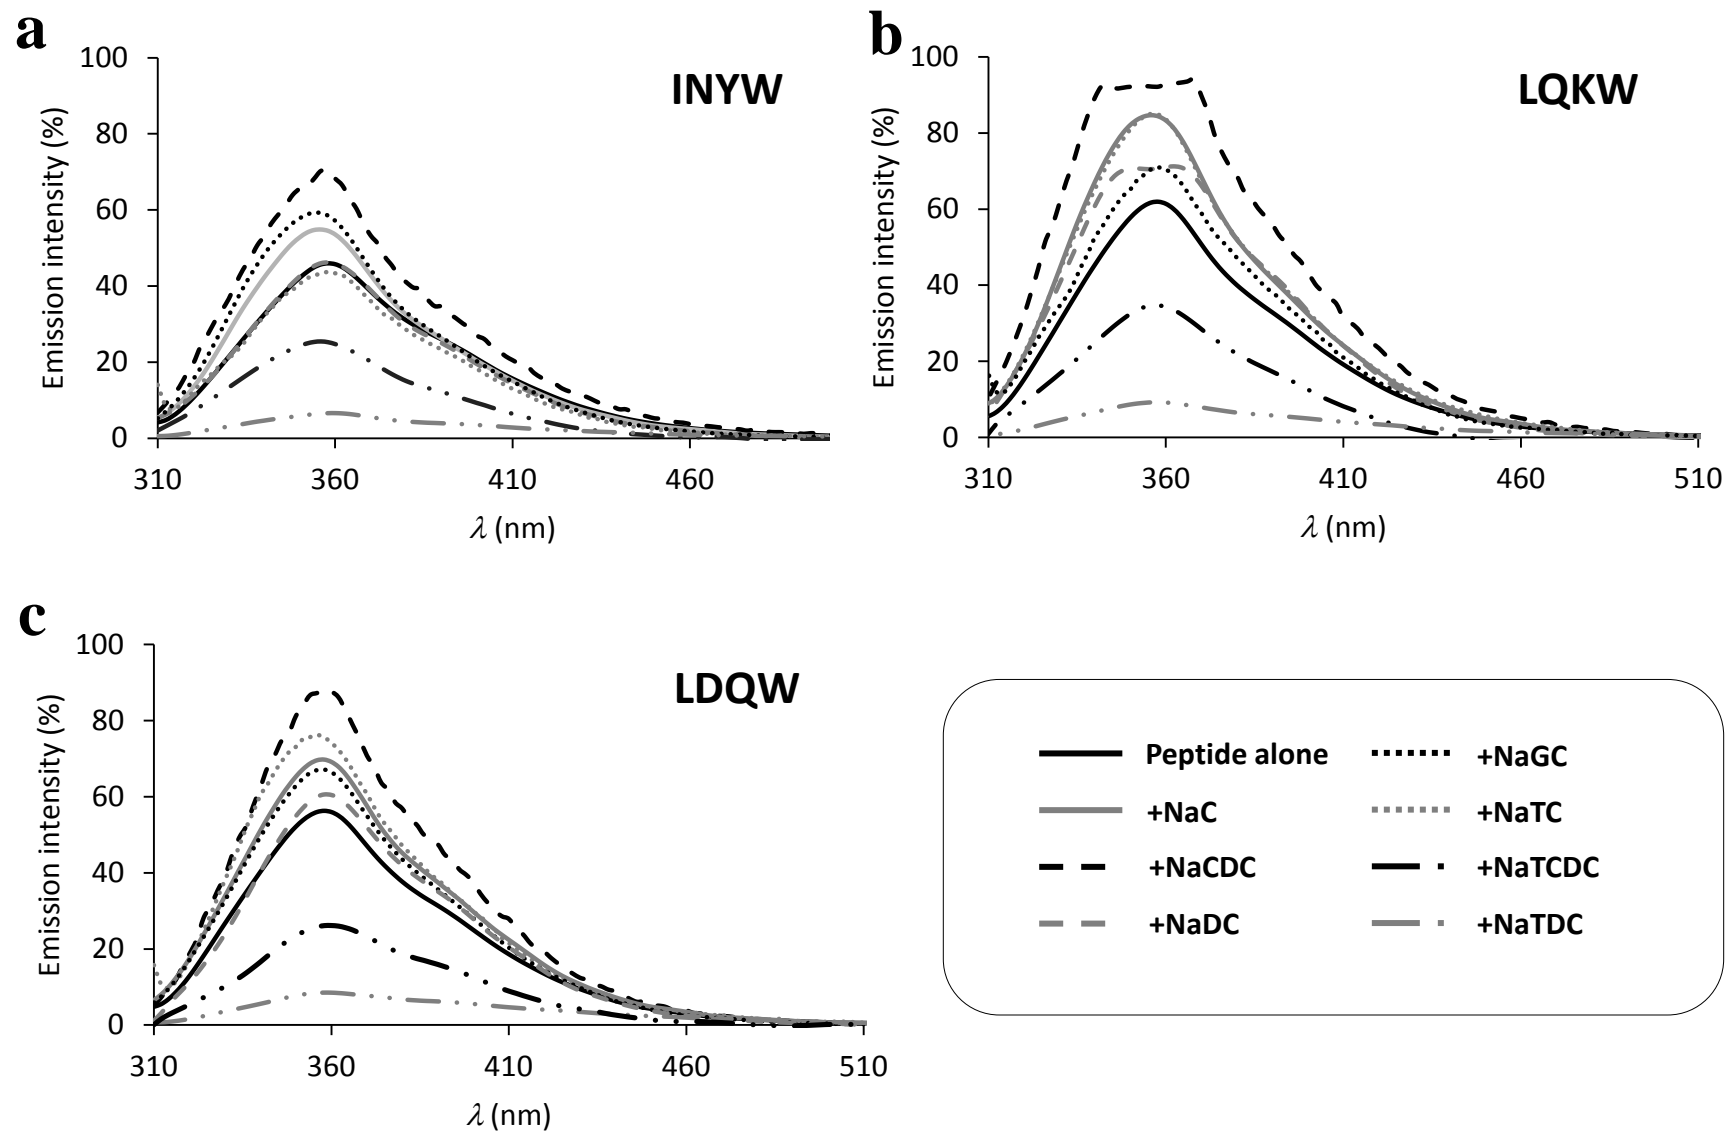 a
INYW
Emission intensity (%)
100
80
60
40
20
0
310 360 410 460
λ (nm)
b
LQKW
Emission intensity (%)
100
80
60
40
20
0
310 360 410 460 510
λ (nm)
c
LDQW
Emission intensity (%)
100
80
60
40
20
0
310 360 410 460 510
λ (nm)
Peptide alone
+NaC
+NaCDC
+NaDC
+NaGC
+NaTC
+NaTCDC
+NaTDC